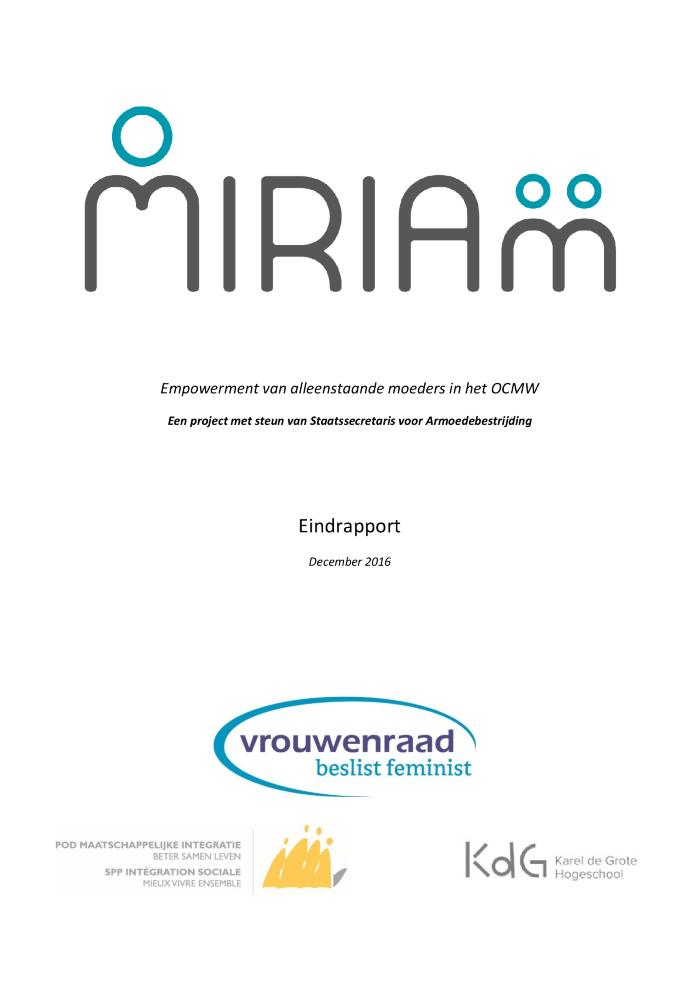 MIRIAm
Empowerment van alleenstaande moeders in het OCMW
Een project met steun van Staatssecretaris voor Armoedebestrijding
Eindrapport
December 2016
vrouwenraad
beslist feminist
POD MAATSCHAPPELIJKE INTEGRATIE
BETER SAMEN LEVEN
SPP INTÉGRATION SOCIALE
MIEUX VIVRE ENSEMBLE
KdG Karel de Grote
Hogeschool